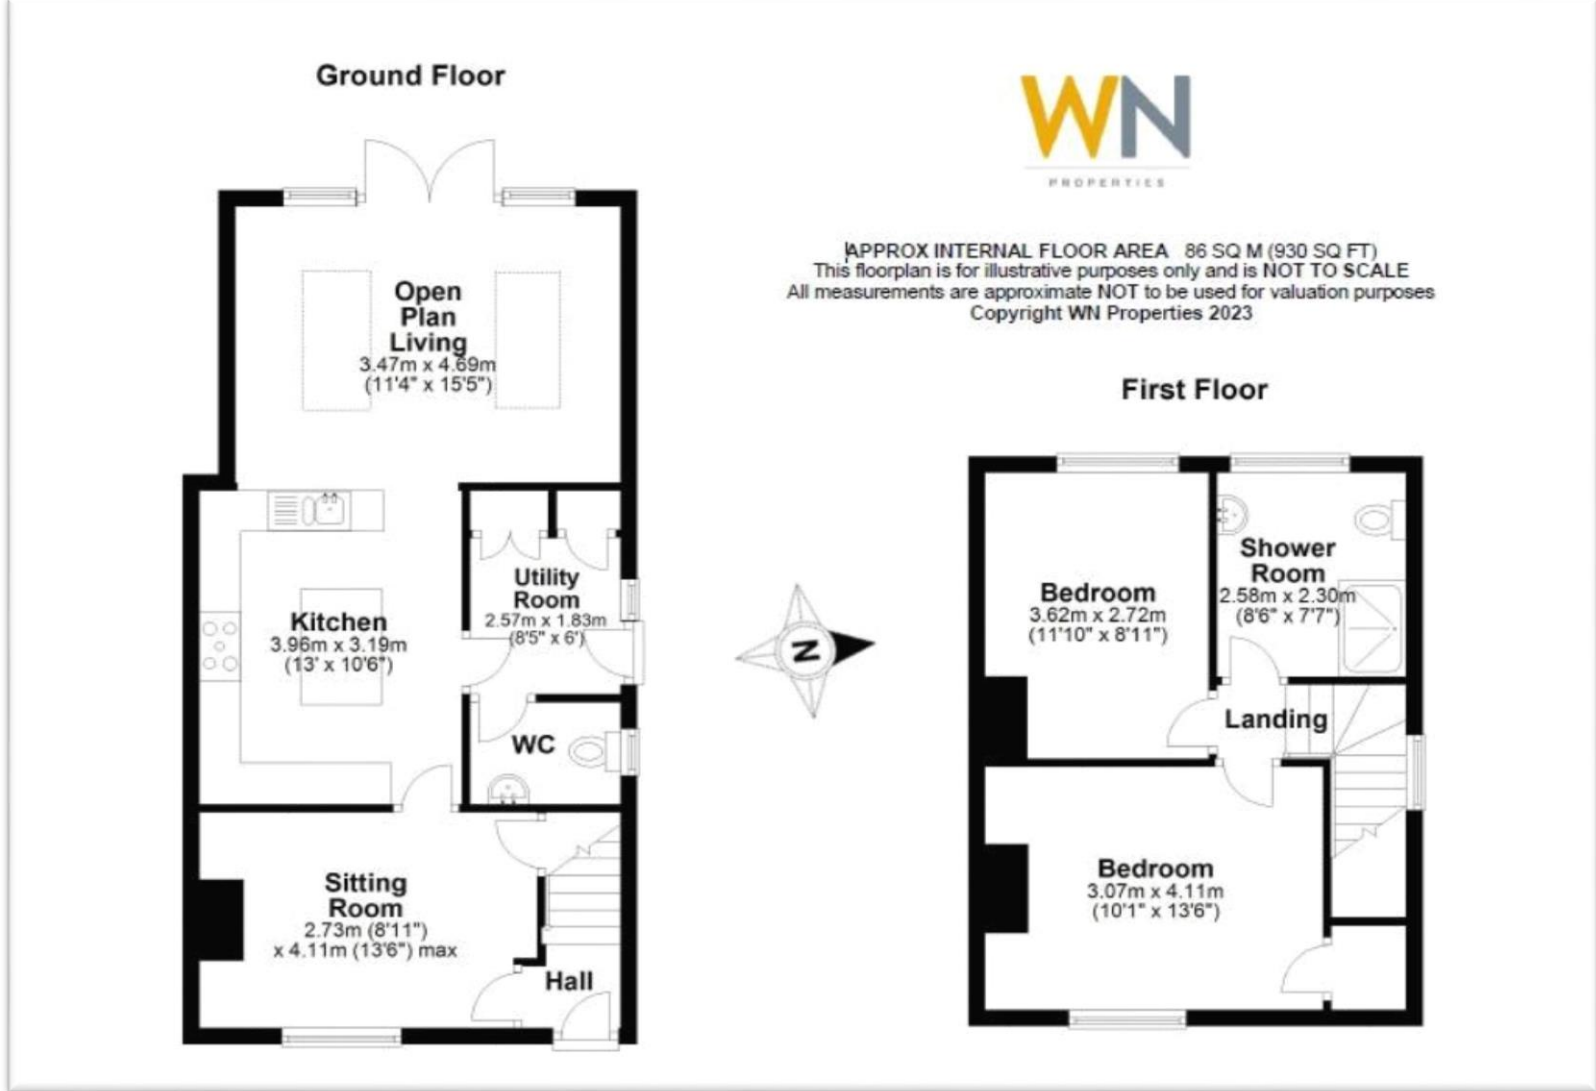 Ground Floor
WN
PROPERTIES
APPROX INTERNAL FLOOR AREA 86 SQ M (930 SQ FT)
This floorplan is for illustrative purposes only and is NOT TO SCALE
All measurements are approximate NOT to be used for valuation purposes
Copyright WN Properties 2023
Open
Plan
Living
3.47m x 4.69m
(11'4" x 15'5")
Kitchen
3.96m x 3.19m
(13' x 10'6")
Utility
Room
2.57m x 1.83m
(8'5" x 6')
WC
Sitting
Room
2.73m (8'11")
x 4.11m (13'6") max
Hall
N
First Floor
Bedroom
3.62m x 2.72m
(11'10" x 8'11")
Shower
Room
2.58m x 2.30m
(8'6" x 7'7")
Landing
Bedroom
3.07m x 4.11m
(10'1" x 13'6")